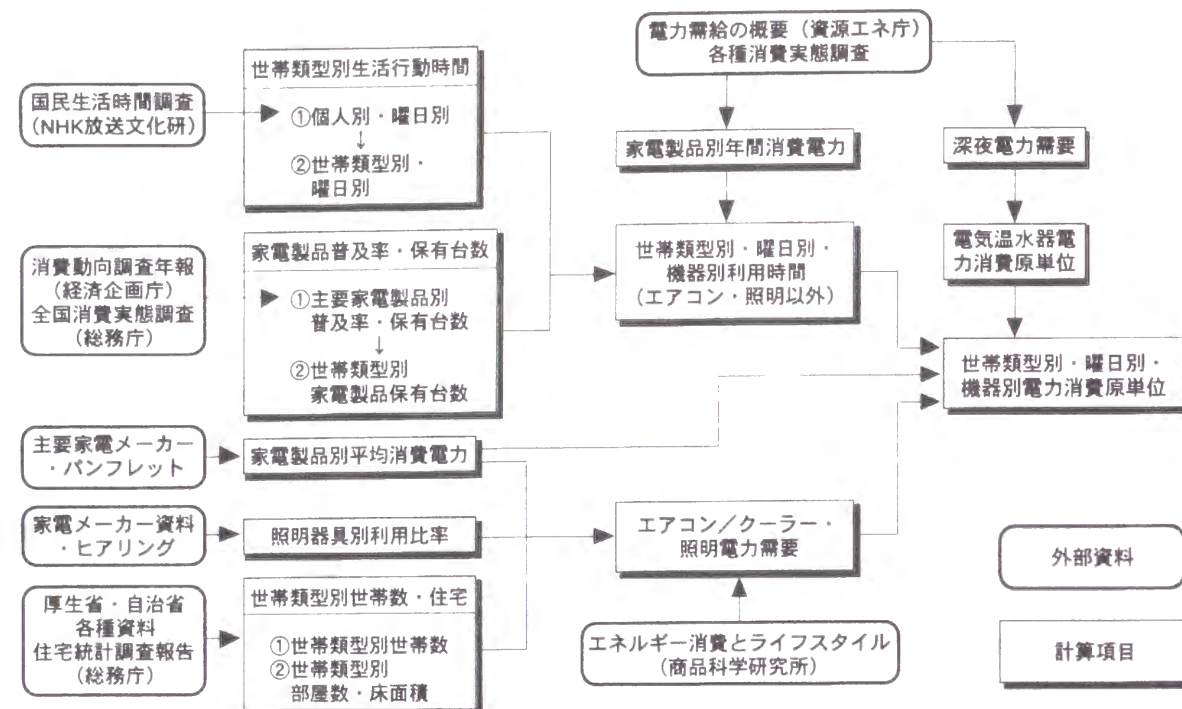 国民生活時間調査
（NHK放送文化研）
世帯類型別生活行動時間
①個人別・曜日別
↓
②世帯類型別・
曜日別
消費動向調査年報
（経済企画庁）
全国消費実態調査
（総務庁）
家電製品普及率・保有台数
①主要家電製品別
普及率・保有台数
↓
②世帯類型別
家電製品保有台数
主要家電メーカー
・パンフレット
家電製品別平均消費電力
家電メーカー資料
・ヒアリング
照明器具別利用比率
厚生省・自治省
各種資料
住宅統計調査報告
（総務庁）
世帯類型別世帯数・住宅
①世帯類型別世帯数
②世帯類型別
部屋数・床面積
電力需給の概要（資源エネ庁）
各種消費実態調査
家電製品別年間消費電力
深夜電力需要
世帯類型別・曜日別・
機器別利用時間
（エアコン・照明以外）
電気温水器電
力消費原単位
世帯類型別・曜日別・
機器別電力消費原単位
エアコン／クーラー・
照明電力需要
エネルギー消費とライフスタイル
（商品科学研究所）
外部資料
計算項目